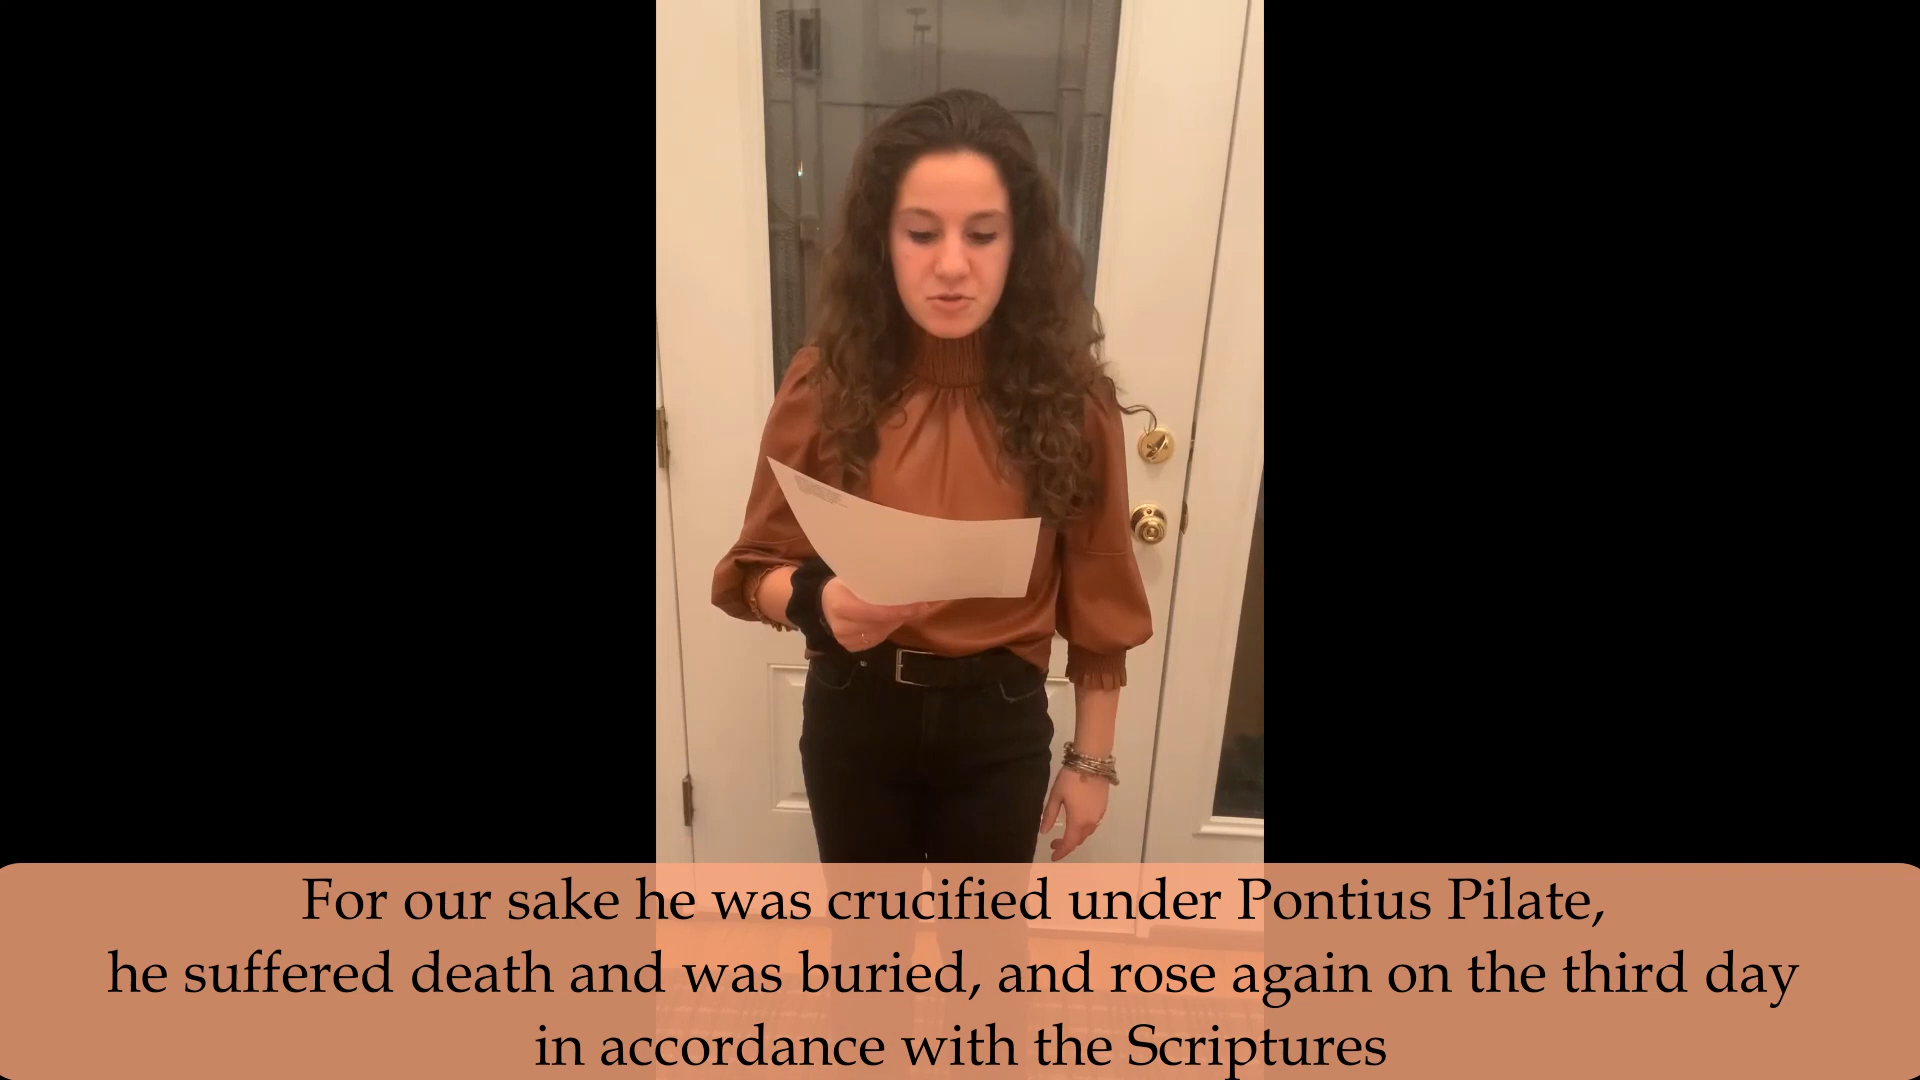 For our sake he was crucified under Pontius Pilate,
he suffered death and was buried, and rose again on the third day
in accordance with the Scriptures